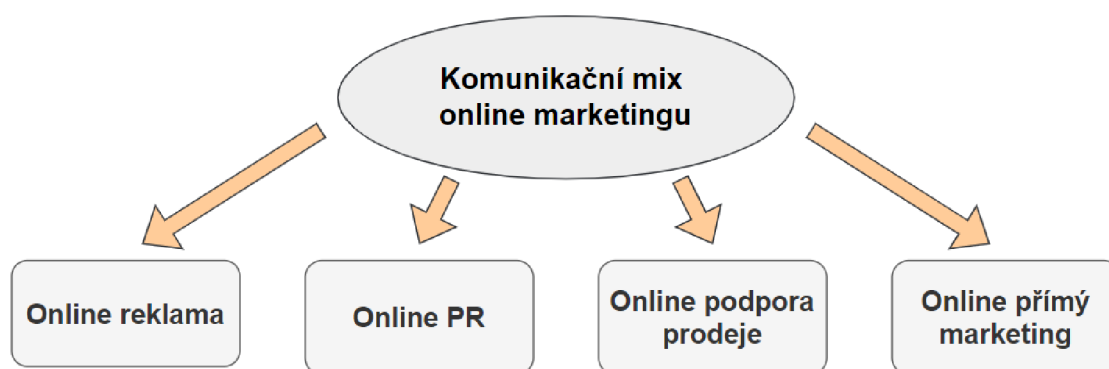 Komunikační mix
online marketingu
Online reklama
Online PR
Online podpora
prodeje
Online přímý
marketing